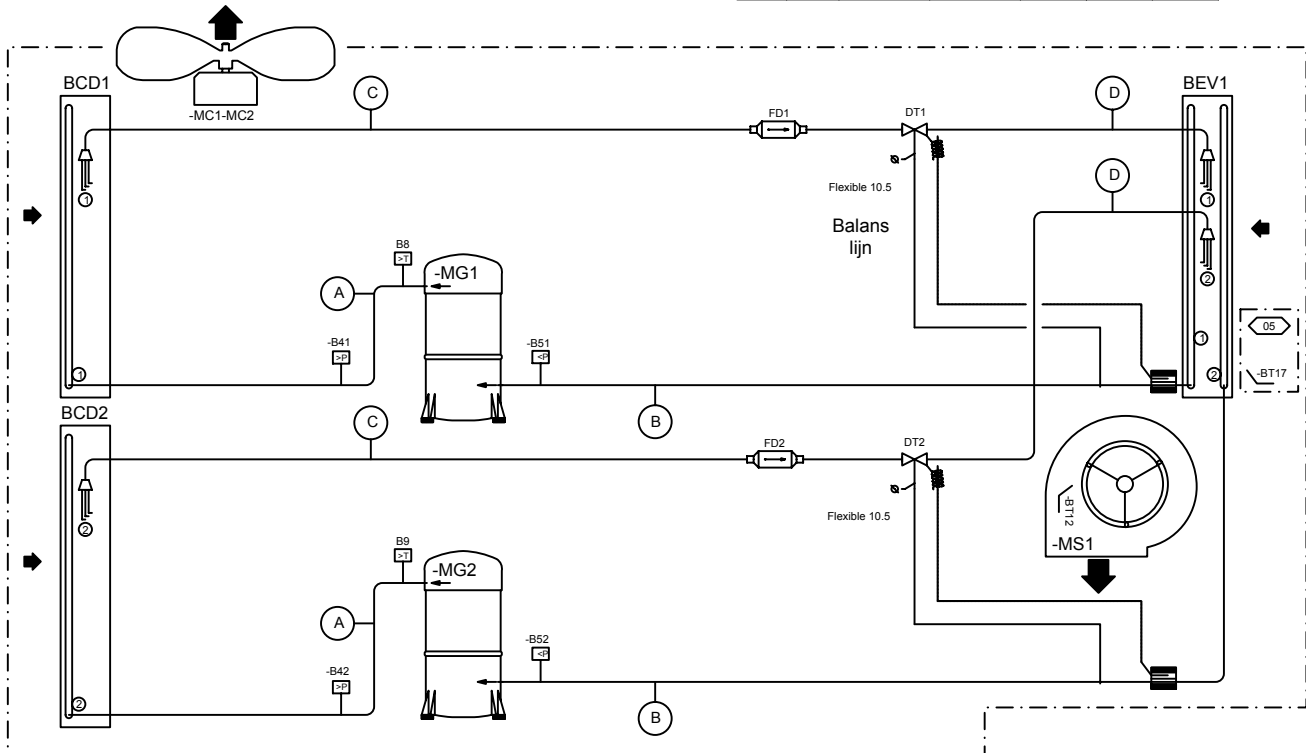 BCD1
-MC1-MC2
C
FD1
DT1
D
BEV1
1
Flexible 10.5
D
1
Balans
lijn
2
B8
>T
-MG1
A
05
-B41
>P
-B51
<P
1
-BT17
1
2
BCD2
C
B
FD2
DT2
2
Flexible 10.5
-BT12
-MS1
B9
>T
-MG2
A
-B52
<P
-B42
>P
2
B